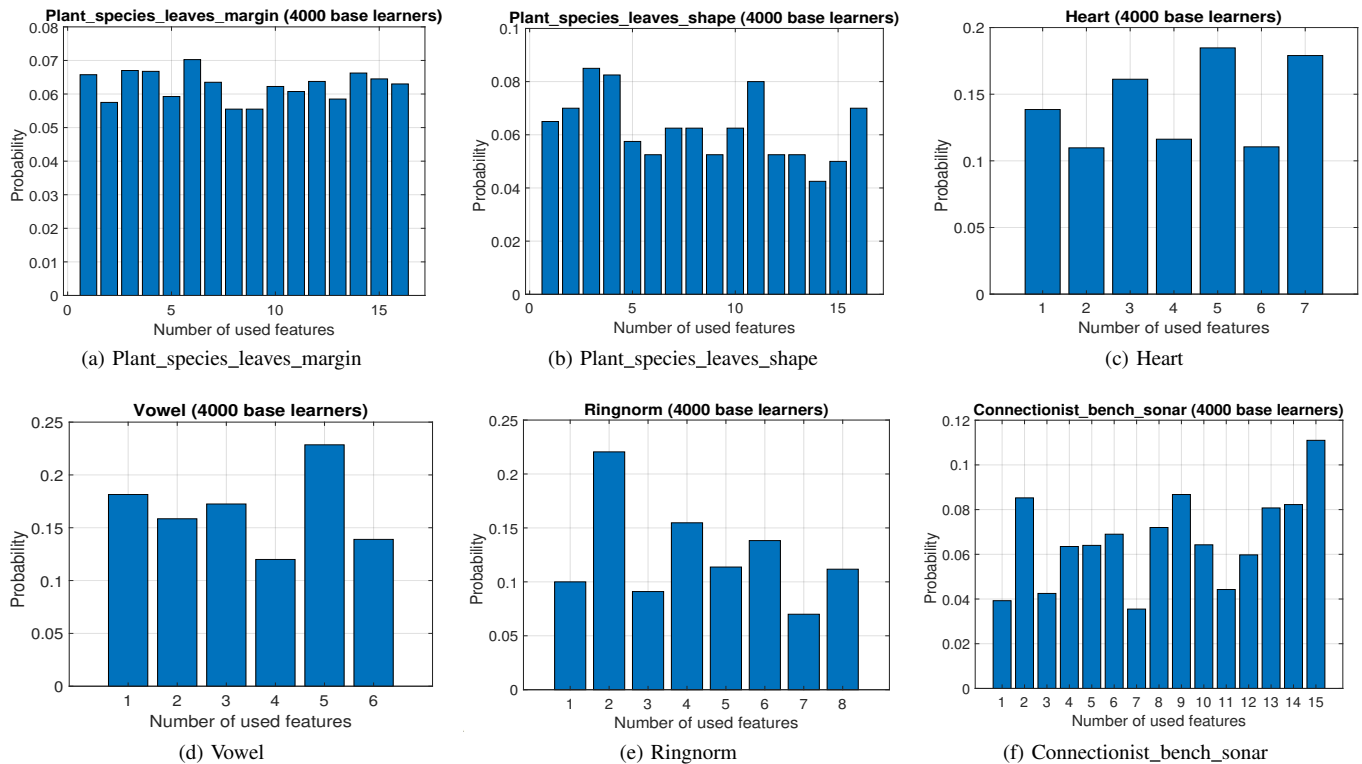 Plant_species_leaves_margin (4000 base learners)
0.08
0.07
0.06
0.05
0.04
0.03
0.02
0.01
0
Probability
0 5 10 15
Number of used features
(a) Plant_species_leaves_margin
Plant_species_leaves_shape (4000 base learners)
0.1
0.08
0.06
0.04
0.02
0
Probability
0 5 10 15
Number of used features
(b) Plant_species_leaves_shape
Heart (4000 base learners)
0.2
0.15
0.1
0.05
0
Probability
1 2 3 4 5 6 7
Number of used features
(c) Heart
Vowel (4000 base learners)
0.25
0.2
0.15
0.1
0.05
0
Probability
1 2 3 4 5 6
Number of used features
(d) Vowel
Ringnorm (4000 base learners)
0.25
0.2
0.15
0.1
0.05
0
Probability
1 2 3 4 5 6 7 8
Number of used features
(e) Ringnorm
Connectionist_bench_sonar (4000 base learners)
0.12
0.1
0.08
0.06
0.04
0.02
0
Probability
1 2 3 4 5 6 7 8 9 10 11 12 13 14 15
Number of used features
(f) Connectionist_bench_sonar